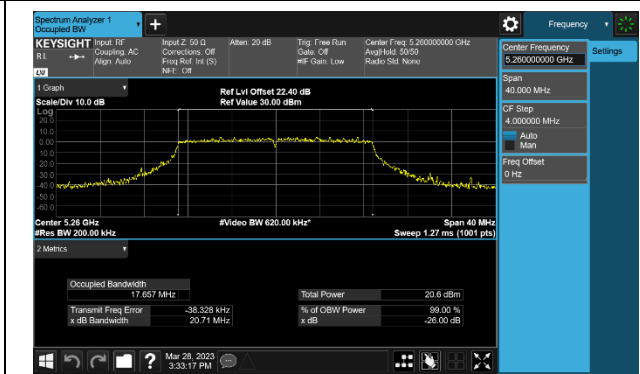 Spectrum Analyzer 1
Occupied BW
+
Frequency
KEYSIGHT
Input: RF
Coupling: AC
Align: Auto
R L
Input Z: 50 Ω
Corrections: Off
Freq Ref: Int (S)
NFE: Off
Atten: 20 dB
Trig: Free Run
Gate: Off
#IF Gain: Low
Center Freq: 5.260000000 GHz
Avg|Hold: 50/50
Radio Std: None
Center Frequency
5.260000000 GHz
Settings
Span
40.000 MHz
CF Step
4.000000 MHz
Auto
Man
Freq Offset
0 Hz
1 Graph
Scale/Div 10.0 dB
Ref Lvl Offset 22.40 dB
Ref Value 30.00 dBm
Log
20.0
10.0
0.00
-10.0
-20.0
-30.0
-40.0
-50.0
-60.0
Center 5.26 GHz
#Res BW 200.00 kHz
#Video BW 620.00 kHz*
Span 40 MHz
Sweep 1.27 ms (1001 pts)
2 Metrics
Occupied Bandwidth
17.657 MHz
Total Power 20.6 dBm
Transmit Freq Error -38.328 kHz
% of OBW Power 99.00 %
x dB Bandwidth 20.71 MHz
x dB -26.00 dB
?
Mar 28, 2023
3:33:17 PM